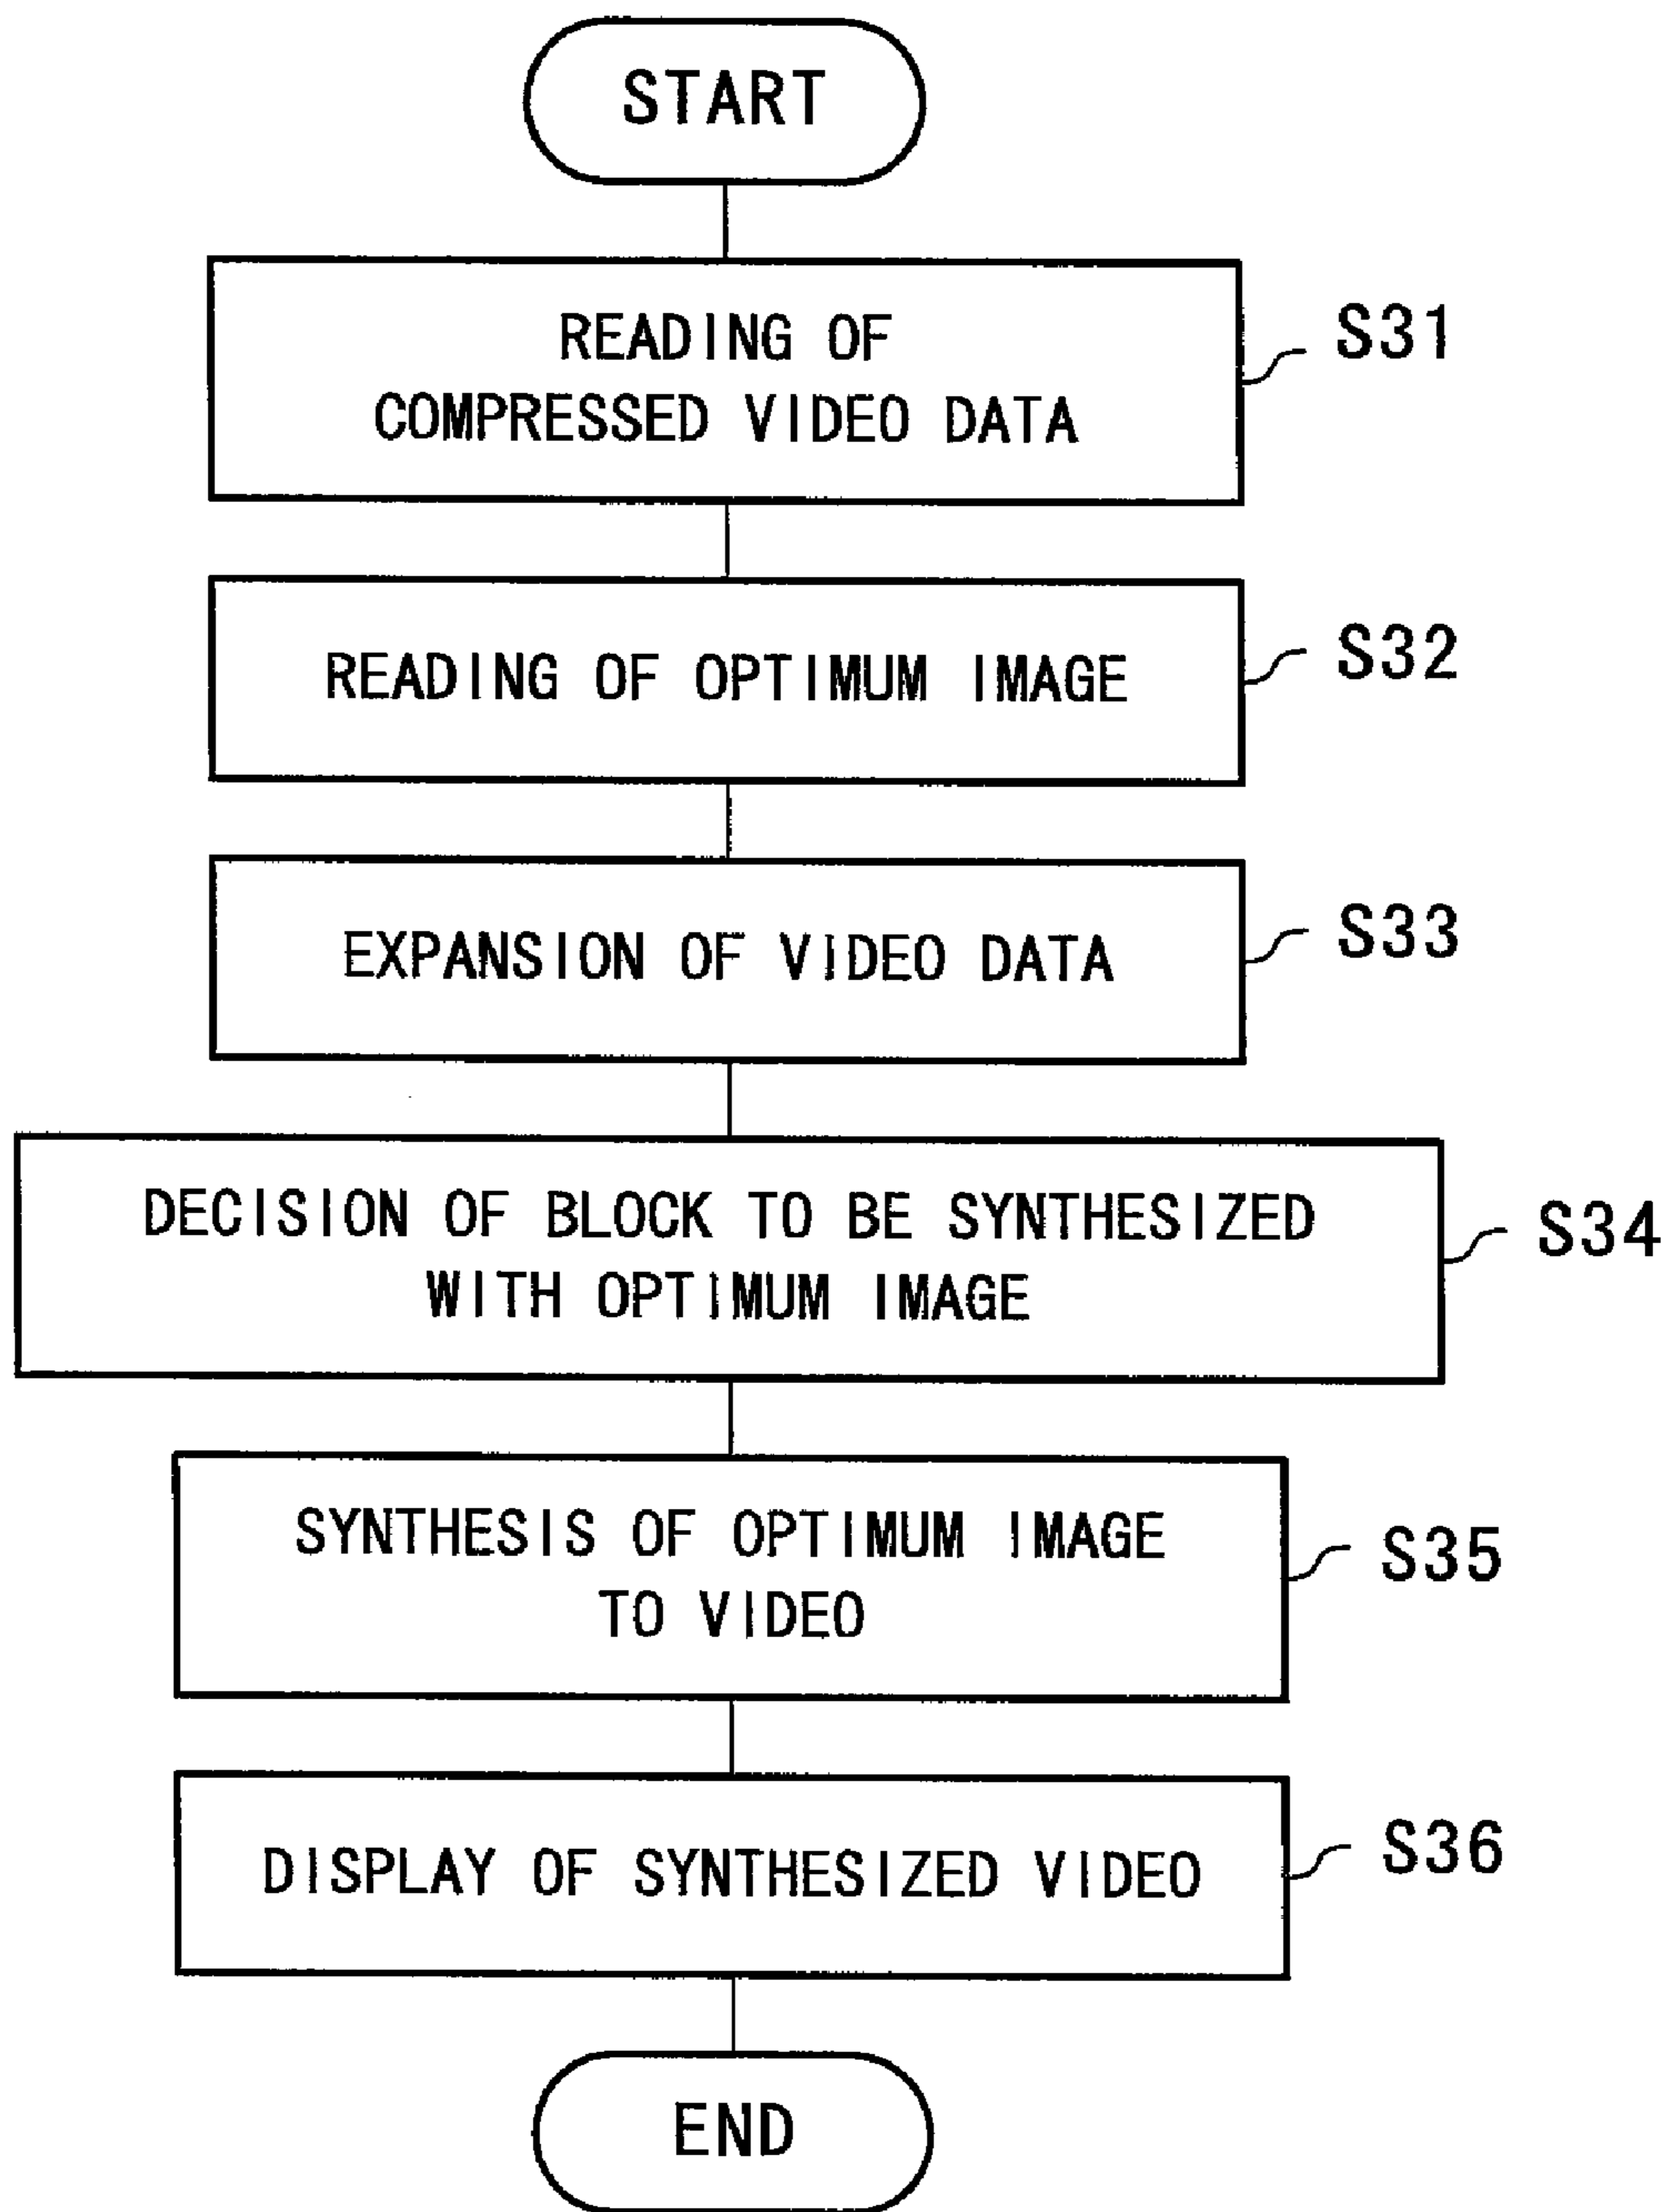 START
READING OF
COMPRESSED VIDEO DATA
S31
READING OF OPTIMUM IMAGE
S32
EXPANSION OF VIDEO DATA
S33
DECISION OF BLOCK TO BE SYNTHESIZED
WITH OPTIMUM IMAGE
S34
SYNTHESIS OF OPTIMUM IMAGE
TO VIDEO
S35
DISPLAY OF SYNTHESIZED VIDEO
S36
END